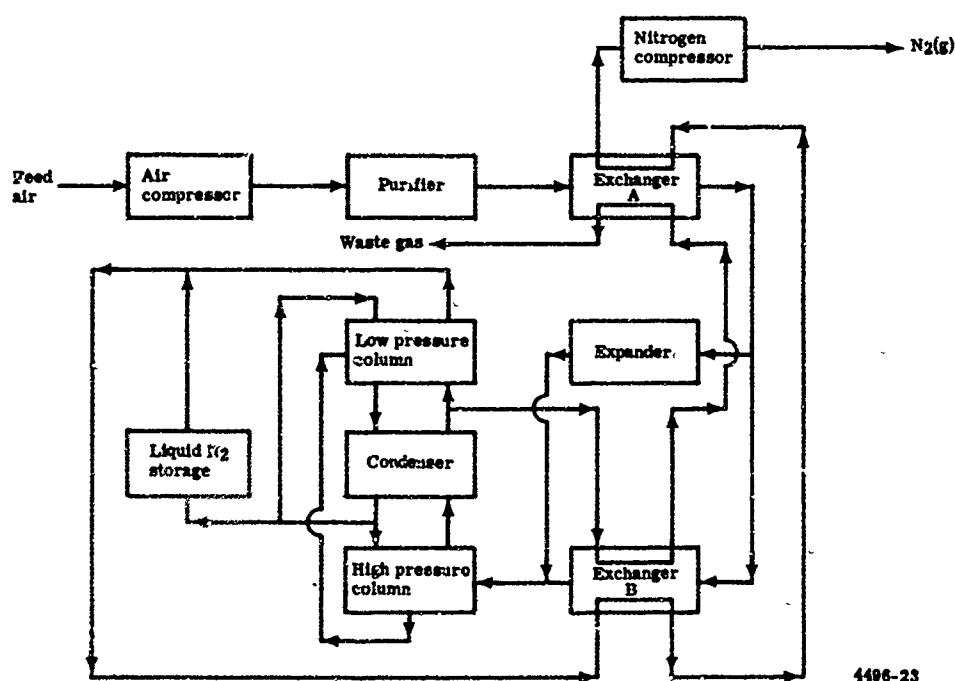 Nitrogen
compressor
N2(g)
Feed
air
Air
compressor
Purifier
Exchanger
A
Waste gas
Low pressure
column
Expander
Liquid N2
storage
Condenser
High pressure
column
Exchanger
B
4496-23